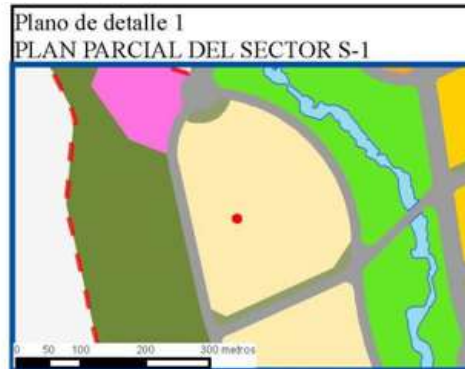 Plano de detalle 1
PLAN PARCIAL DEL SECTOR S-1
0 50 100 200 300 metros